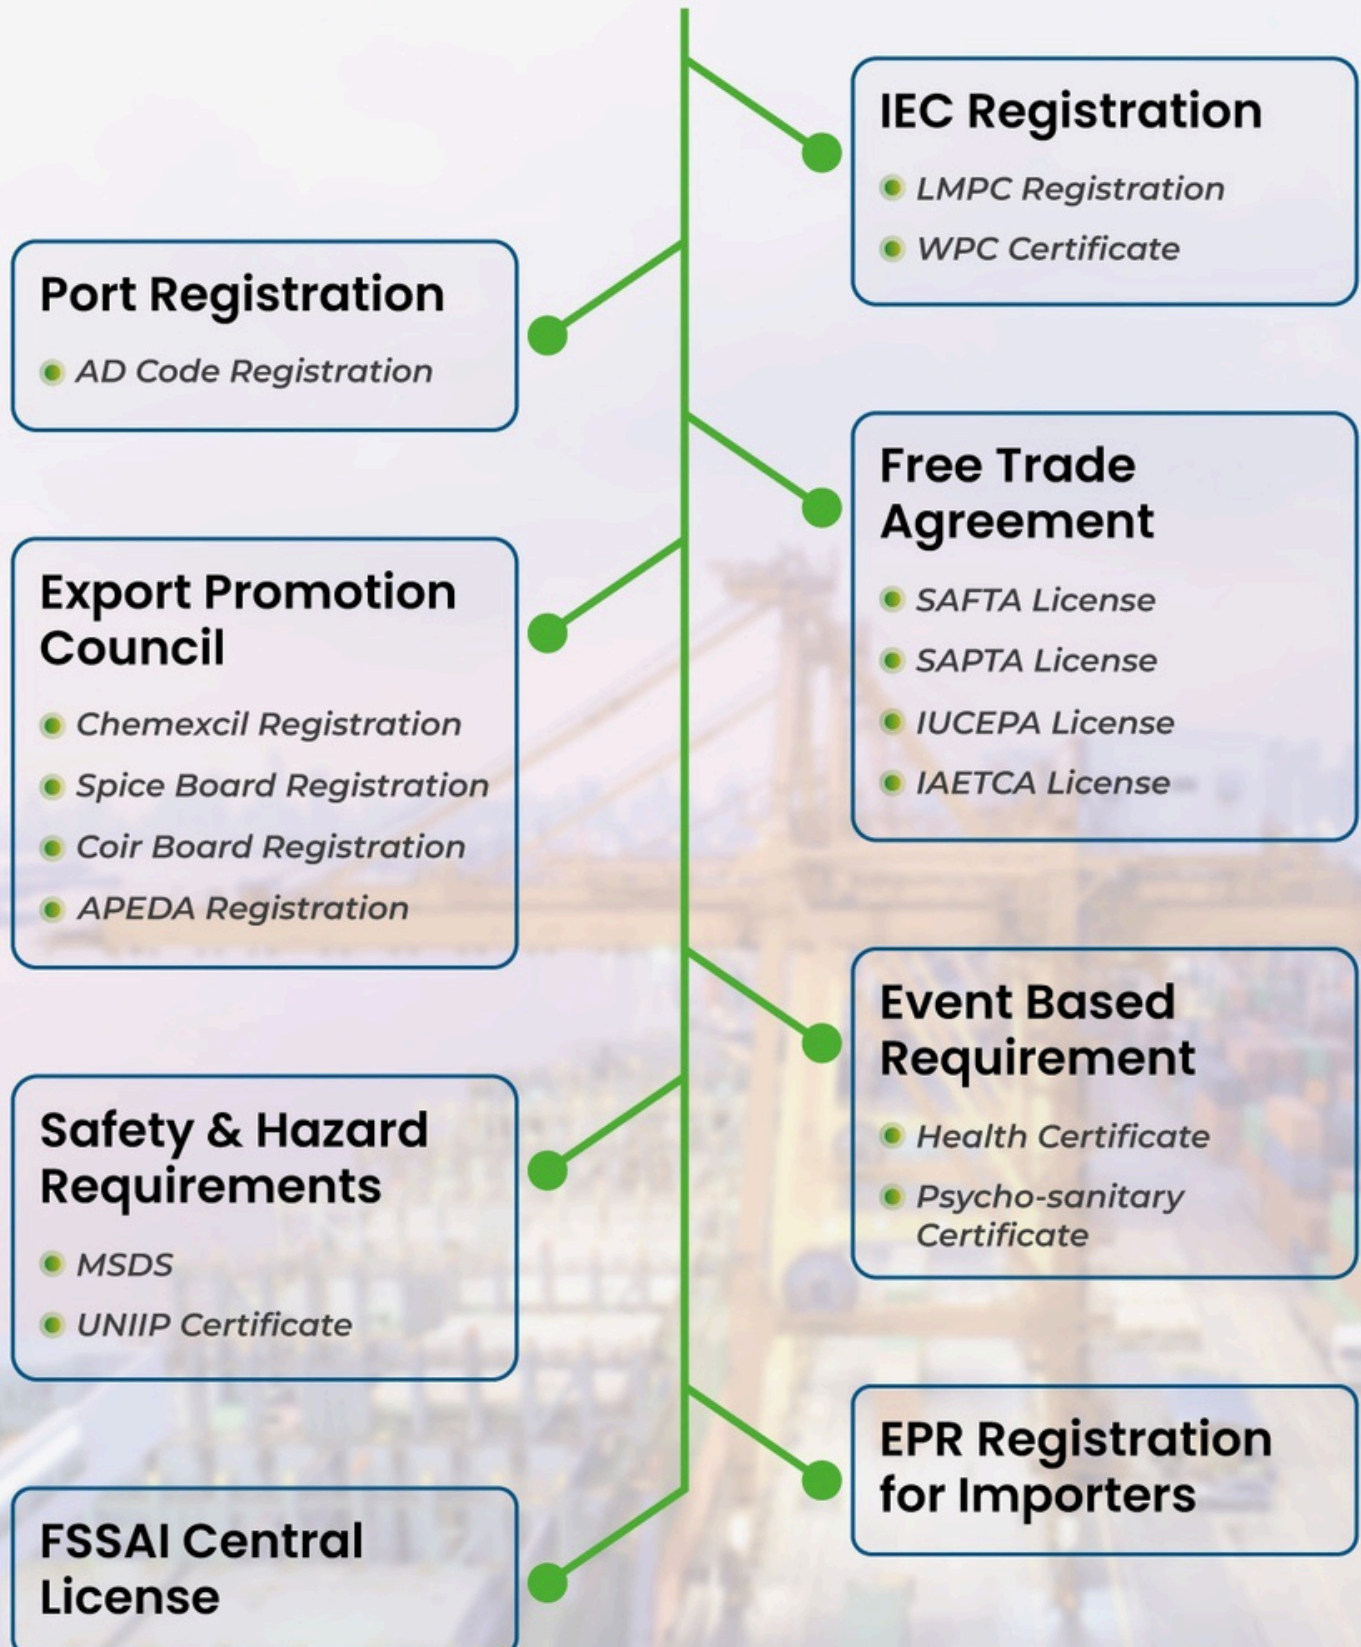 IEC Registration
LMPC Registration
WPC Certificate
Port Registration
AD Code Registration
Free Trade
Agreement
SAFTA License
SAPTA License
IUCEPA License
IAETCA License
Export Promotion
Council
Chemexcil Registration
Spice Board Registration
Coir Board Registration
APEDA Registration
Event Based
Requirement
Health Certificate
Psycho-sanitary
Certificate
Safety & Hazard
Requirements
MSDS
UNIIP Certificate
EPR Registration
for Importers
FSSAI Central
License